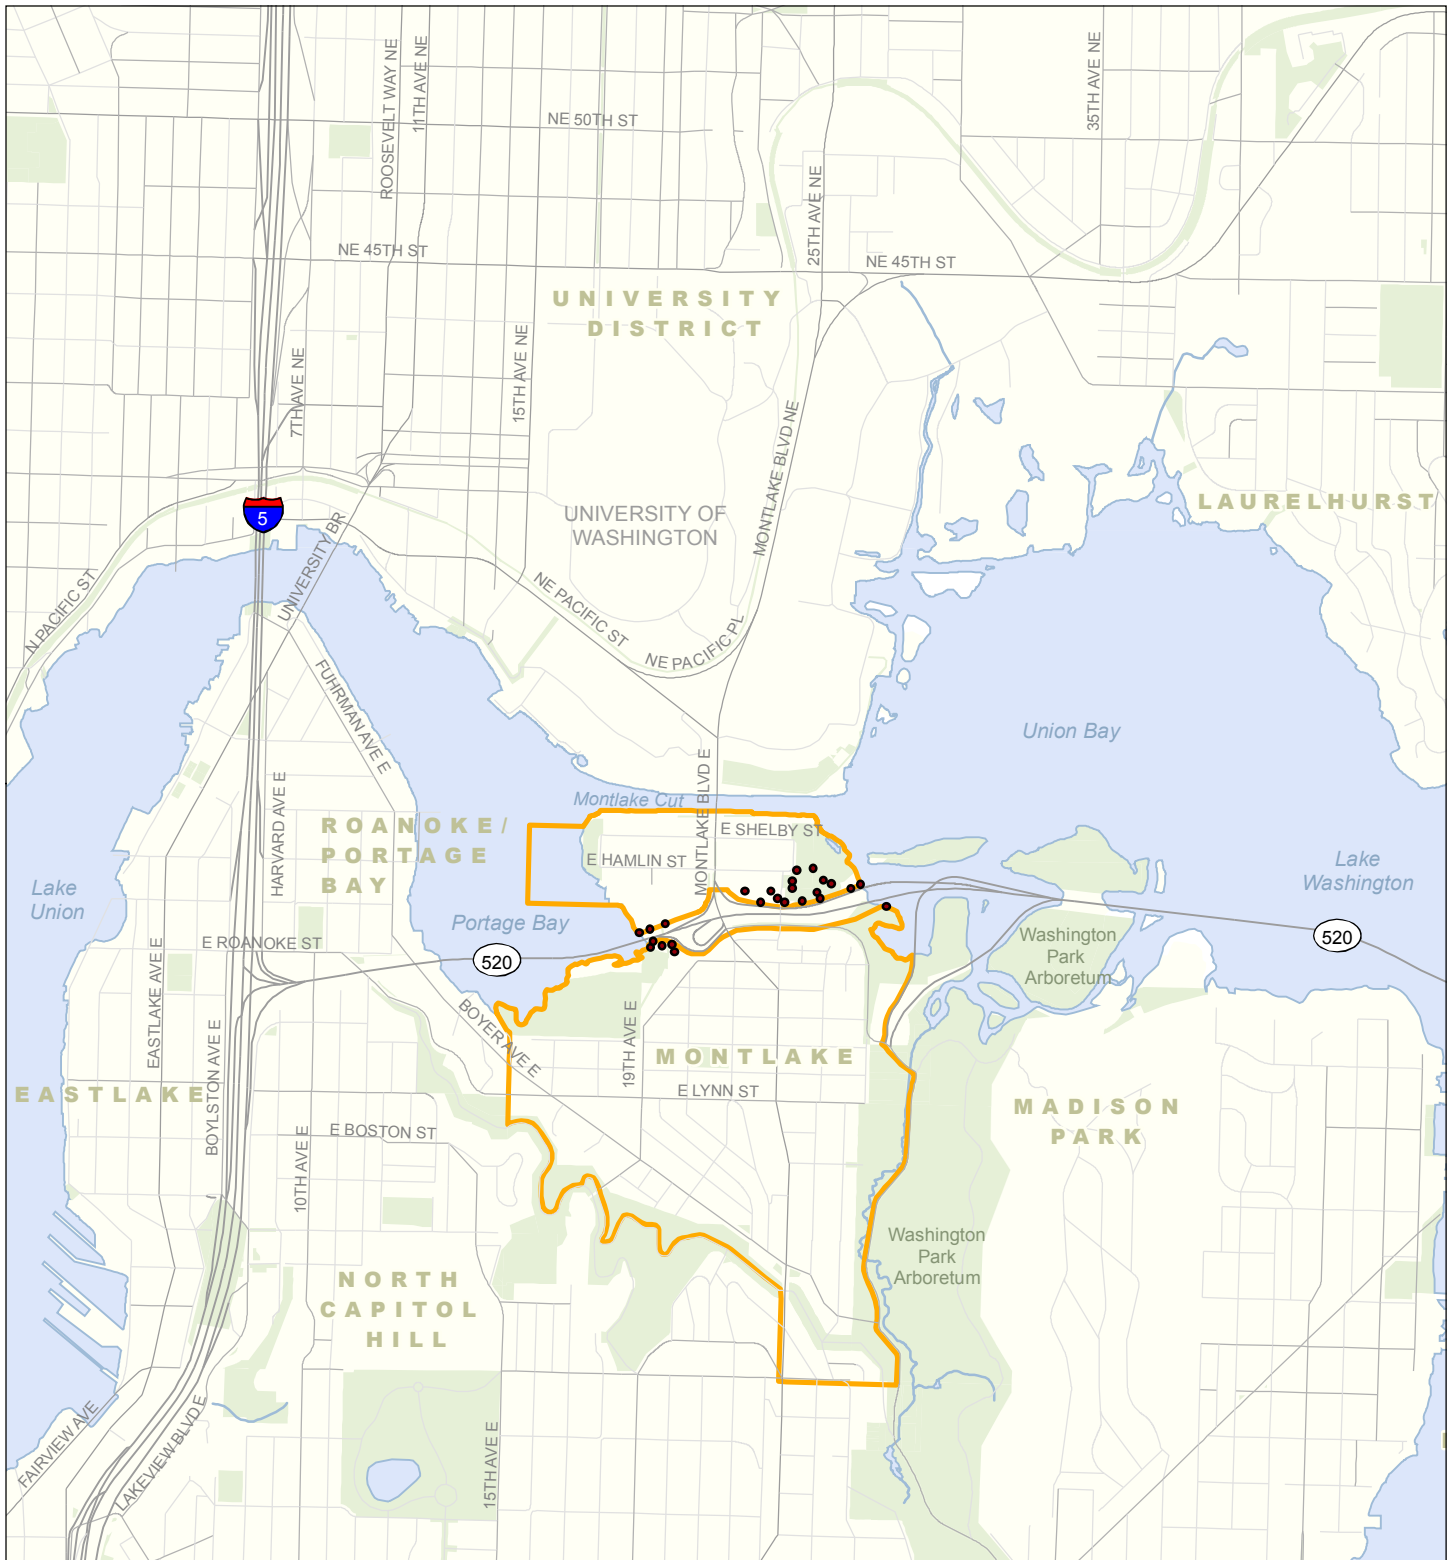 ROOSEVELT WAY NE
11TH AVE NE
35TH AVE NE
NE 50TH ST
25TH AVE NE
NE 45TH ST
NE 45TH ST
UNIVERSITY
DISTRICT
7TH AVE NE
15TH AVE NE
MONTLAKE BLVD NE
LAURELHURST
5
UNIVERSITY OF
WASHINGTON
UNIVERSITY BR
N PACIFIC ST
NE PACIFIC ST
NE PACIFIC PL
FUHRMAN AVE E
Union Bay
HARVARD AVE E
MONTLAKE BLVD E
Montlake Cut
ROANOKE/
PORTAGE
BAY
E SHELBY ST
E HAMLIN ST
Lake
Union
Lake
Washington
Portage Bay
E ROANOKE ST
520
520
Washington
Park
Arboretum
EASTLAKE AVE E
BOYLSTON AVE E
BOYER AVE E
19TH AVE E
MONTLAKE
E LYNN ST
EASTLAKE
MADISON
PARK
E BOSTON ST
10TH AVE E
Washington
Park
Arboretum
NORTH
CAPITOL
HILL
FAIRVIEW AVE
LAKEVIEW BLVD E
15TH AVE E